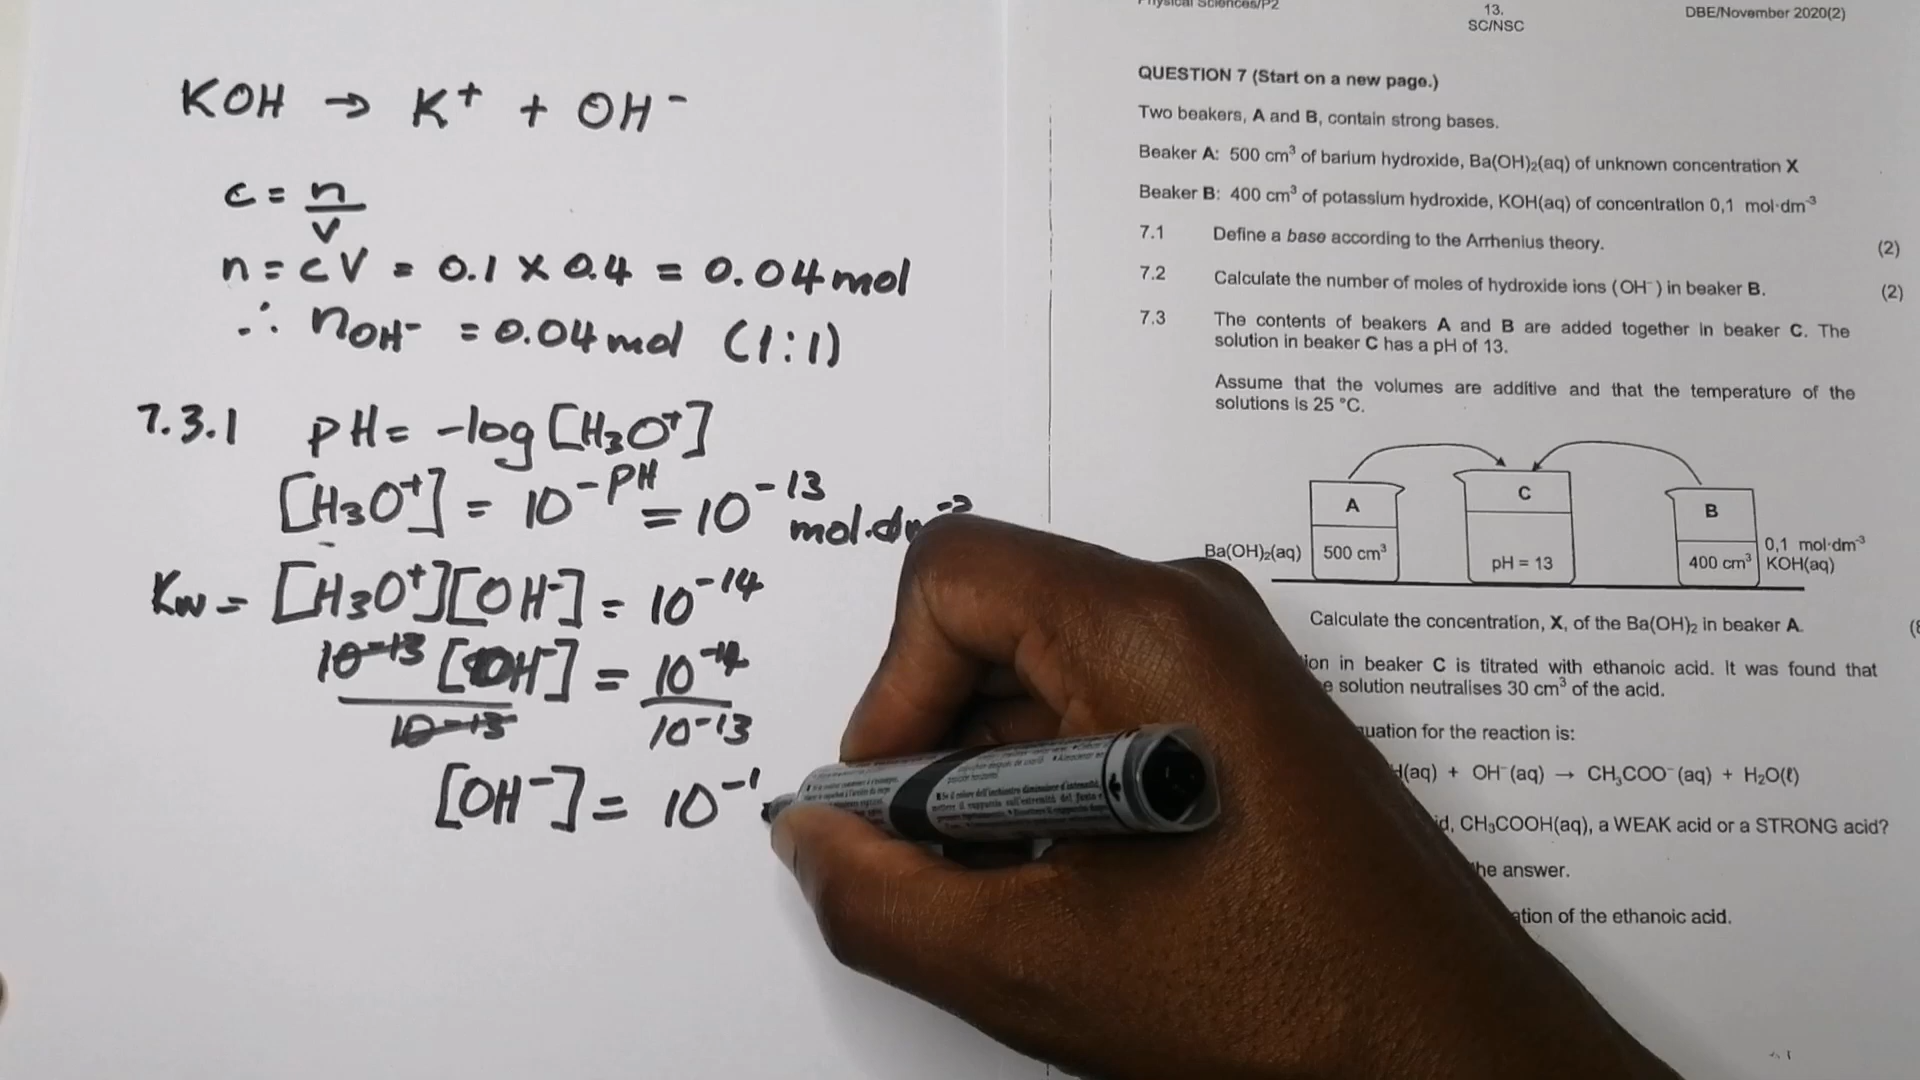 KOH → K⁺ + OH⁻
c = n
V
n = cV = 0.1 × 0.4 = 0.04 mol
∴ nOH⁻ = 0.04 mol (1:1)
7.3.1 pH = -log[H₃O⁺]
[H₃O⁺] = 10⁻ᵖᴴ = 10⁻¹³
Kw = [H₃O⁺][OH⁻] = 10⁻¹⁴
10⁻¹³ [OH⁻] = 10⁻¹⁴
10⁻¹³ 10⁻¹³
[OH⁻] = 10⁻¹
Physical Sciences/P2
13.
SC/NSC
DBE/November 2020(2)
QUESTION 7 (Start on a new page.)
Two beakers, A and B, contain strong bases.
Beaker A: 500 cm³ of barium hydroxide, Ba(OH)₂(aq) of unknown concentration X
Beaker B: 400 cm³ of potassium hydroxide, KOH(aq) of concentration 0,1 mol·dm⁻³
7.1 Define a base according to the Arrhenius theory. (2)
7.2 Calculate the number of moles of hydroxide ions (OH⁻) in beaker B. (2)
7.3 The contents of beakers A and B are added together in beaker C. The
solution in beaker C has a pH of 13.
Assume that the volumes are additive and that the temperature of the
solutions is 25 °C.
A
C
B
Ba(OH)₂(aq)
500 cm³
pH = 13
400 cm³
0,1 mol·dm⁻³
KOH(aq)
Calculate the concentration, X, of the Ba(OH)₂ in beaker A.
in beaker C is titrated with ethanoic acid. It was found that
solution neutralises 30 cm³ of the acid.
for the reaction is:
(aq) + OH⁻(aq) → CH₃COO⁻(aq) + H₂O(ℓ)
CH₃COOH(aq), a WEAK acid or a STRONG acid?
answer.
of the ethanoic acid.